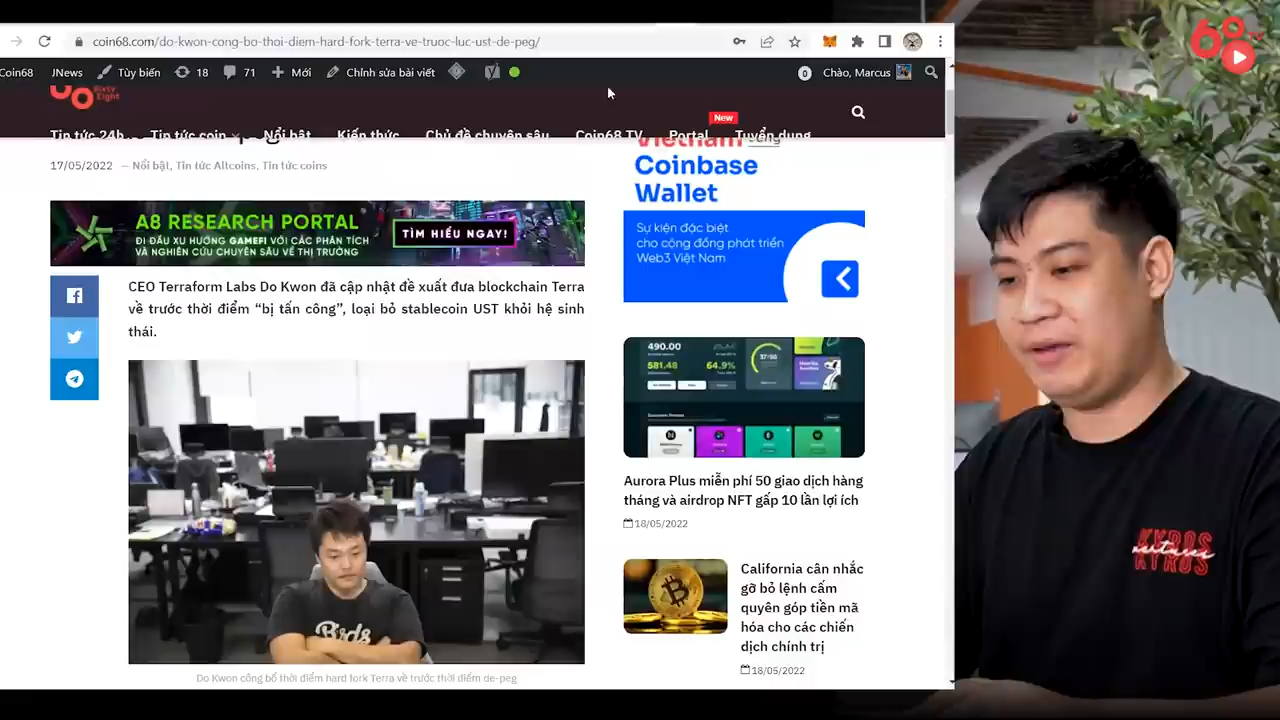 68 TV
coin68.com/do-kwon-cong-bo-thoi-diem-hard-fork-terra-ve-truoc-luc-ust-de-peg/
Coin68 JNews Tùy biến 18 71 Mới Chỉnh sửa bài viết 0 Chào, Marcus
Sixty Eight
New
Tin tức 24h Tin tức coin Nổi bật Kiến thức Chủ đề chuyên sâu Coin68 TV Portal Tuyển dụng
17/05/2022 — Nổi bật, Tin tức Altcoins, Tin tức coins
A8 RESEARCH PORTAL
ĐI ĐẦU XU HƯỚNG GAMEFI VỚI CÁC PHÂN TÍCH
VÀ NGHIÊN CỨU CHUYÊN SÂU VỀ THỊ TRƯỜNG
TÌM HIỂU NGAY!
CEO Terraform Labs Do Kwon đã cập nhật đề xuất đưa blockchain Terra
về trước thời điểm “bị tấn công”, loại bỏ stablecoin UST khỏi hệ sinh
thái.
Birds
Do Kwon công bố thời điểm hard fork Terra về trước thời điểm de-peg
Vietnam cùng
Coinbase
Wallet
Sự kiện đặc biệt
cho cộng đồng phát triển
Web3 Việt Nam
490.00
581,48 64.9%
Aurora Plus miễn phí 50 giao dịch hàng
tháng và airdrop NFT gấp 10 lần lợi ích
18/05/2022
California cân nhắc
gỡ bỏ lệnh cấm
quyên góp tiền mã
hóa cho các chiến
dịch chính trị
18/05/2022
KYROS
ventures
KYROS